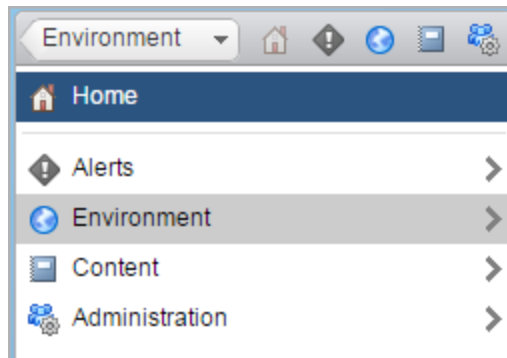 Environment
Home
Alerts
Environment
Content
Administration